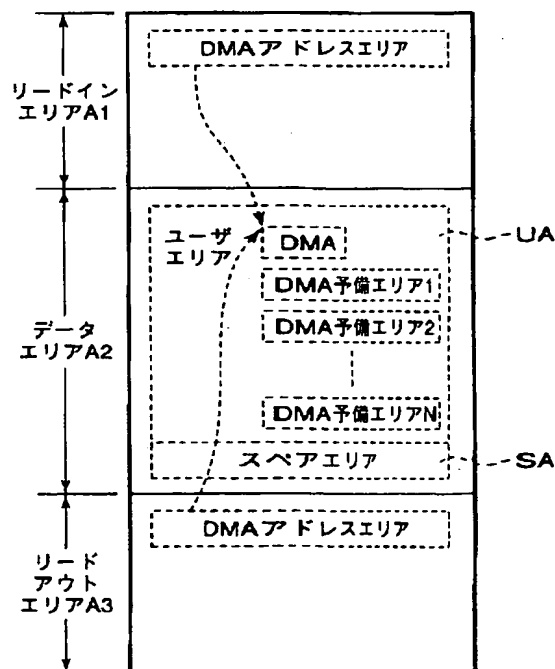 DMAアドレスエリア
リードイン
エリアA1
ユーザ
エリア
DMA
UA
DMA予備エリア1
DMA予備エリア2
データ
エリアA2
DMA予備エリアN
スペアエリア
SA
DMAアドレスエリア
リード
アウト
エリアA3